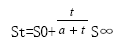 St=S0+ t/(a + t) S∞